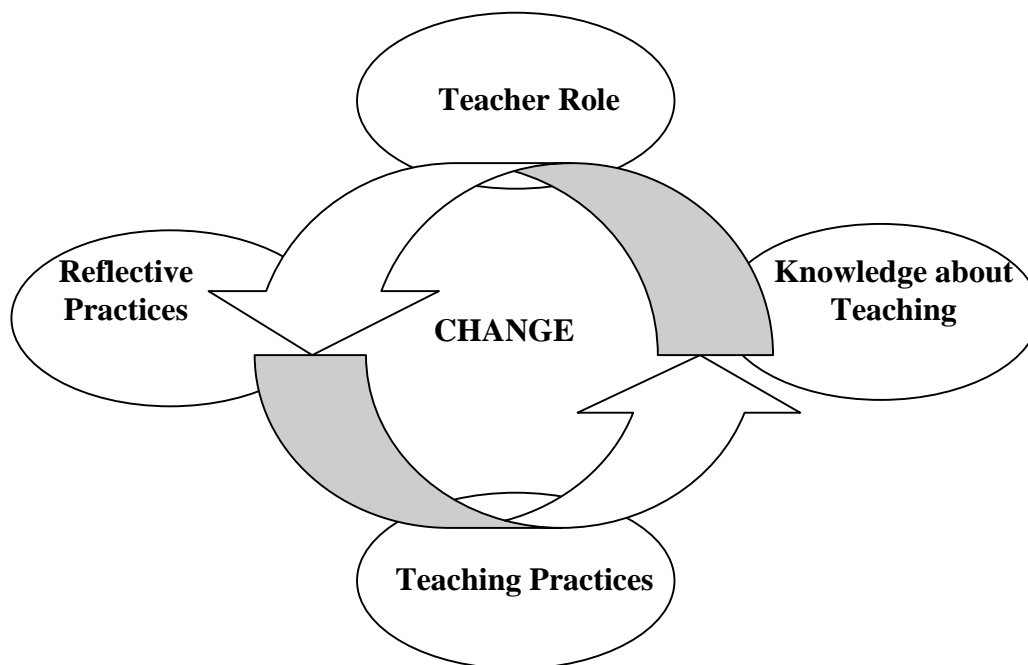 Teacher Role
Reflective
Practices
Knowledge about
Teaching
CHANGE
Teaching Practices